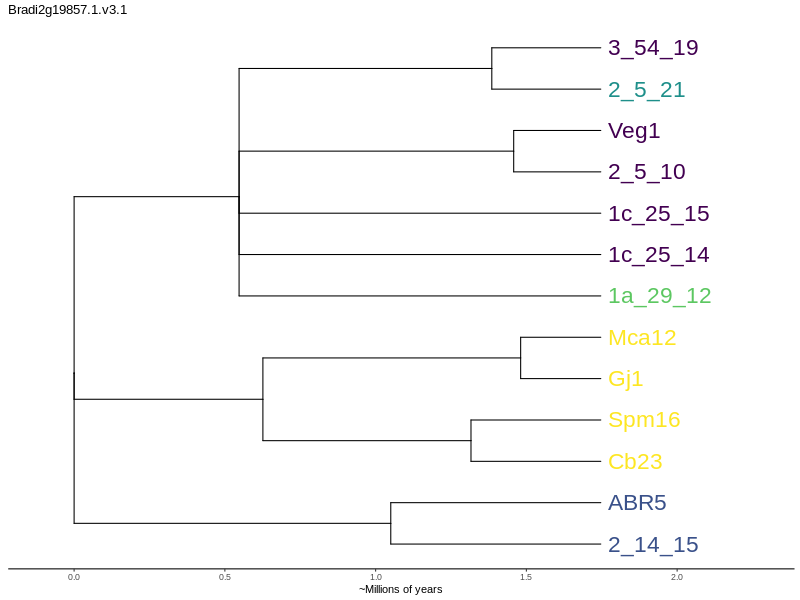 Bradi2g19857.1.v3.1
3_54_19
2_5_21
Veg1
2_5_10
1c_25_15
1c_25_14
1a_29_12
Mca12
Gj1
Spm16
Cb23
ABR5
2_14_15
0.0 0.5 1.0 1.5 2.0
~Millions of years